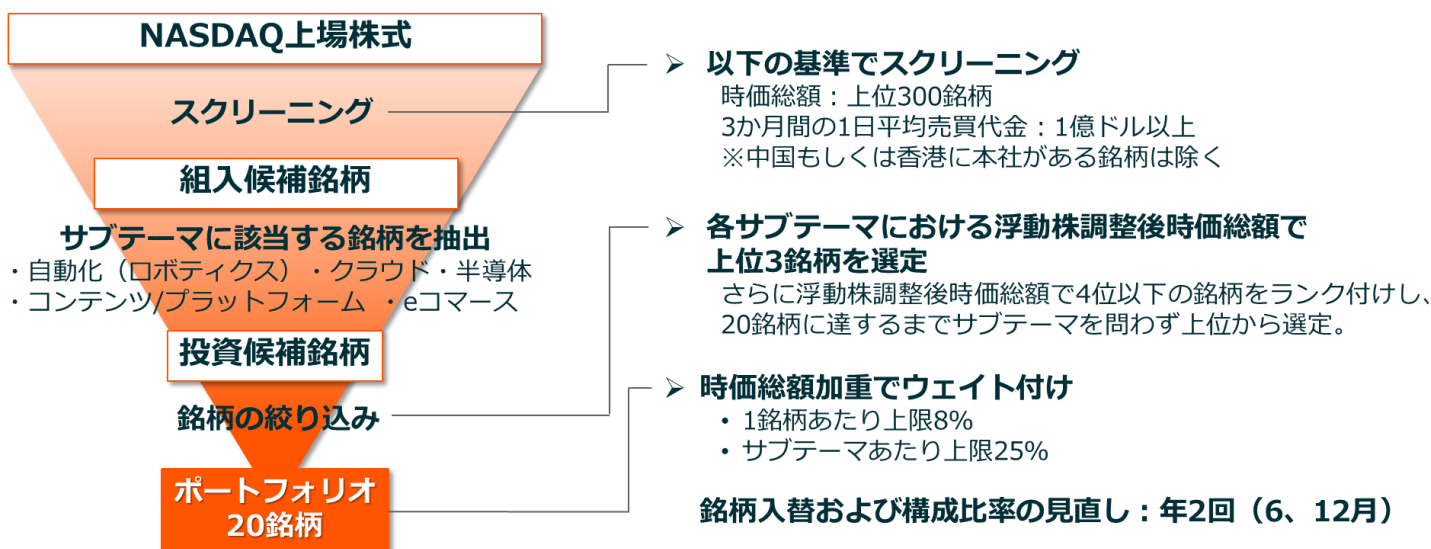 NASDAQ上場株式
スクリーニング
組入候補銘柄
サブテーマに該当する銘柄を抽出
・自動化（ロボティクス）・クラウド・半導体
・コンテンツ/プラットフォーム ・eコマース
投資候補銘柄
銘柄の絞り込み
ポートフォリオ
20銘柄
➢ 以下の基準でスクリーニング
時価総額：上位300銘柄
3か月間の1日平均売買代金：1億ドル以上
※中国もしくは香港に本社がある銘柄は除く
➢ 各サブテーマにおける浮動株調整後時価総額で
上位3銘柄を選定
さらに浮動株調整後時価総額で4位以下の銘柄をランク付けし、
20銘柄に達するまでサブテーマを問わず上位から選定。
➢ 時価総額加重でウェイト付け
• 1銘柄あたり上限8%
• サブテーマあたり上限25%
銘柄入替および構成比率の見直し：年2回（6、12月）